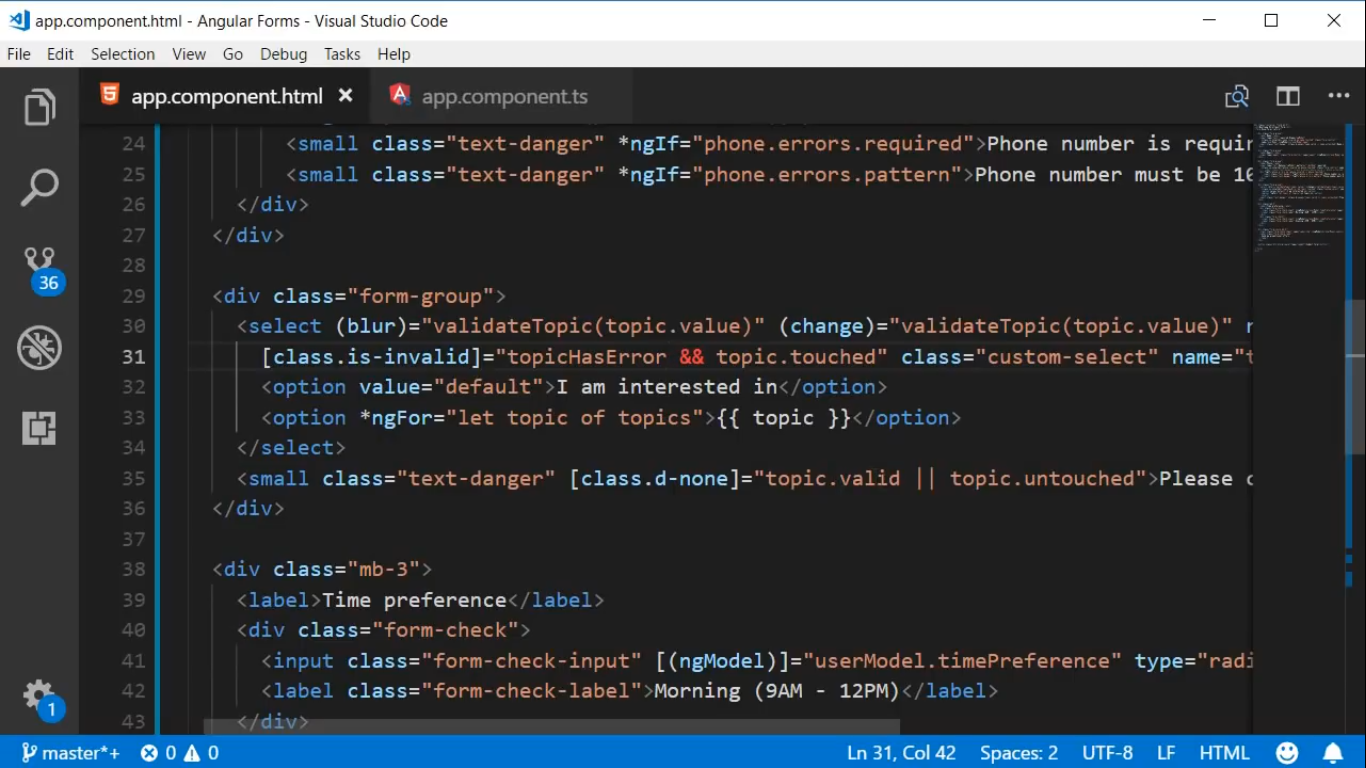 app.component.html - Angular Forms - Visual Studio Code
File Edit Selection View Go Debug Tasks Help
app.component.html app.component.ts
24 <small class="text-danger" *ngIf="phone.errors.required">Phone number is requir
25 <small class="text-danger" *ngIf="phone.errors.pattern">Phone number must be 10
26 </div>
27 </div>
28
29 <div class="form-group">
30 <select (blur)="validateTopic(topic.value)" (change)="validateTopic(topic.value)" n
31 [class.is-invalid]="topicHasError && topic.touched" class="custom-select" name="t
32 <option value="default">I am interested in</option>
33 <option *ngFor="let topic of topics">{{ topic }}</option>
34 </select>
35 <small class="text-danger" [class.d-none]="topic.valid || topic.untouched">Please c
36 </div>
37
38 <div class="mb-3">
39 <label>Time preference</label>
40 <div class="form-check">
41 <input class="form-check-input" [(ngModel)]="userModel.timePreference" type="radi
42 <label class="form-check-label">Morning (9AM - 12PM)</label>
43 </div>
36
1
master*+ 0 0 Ln 31, Col 42 Spaces: 2 UTF-8 LF HTML